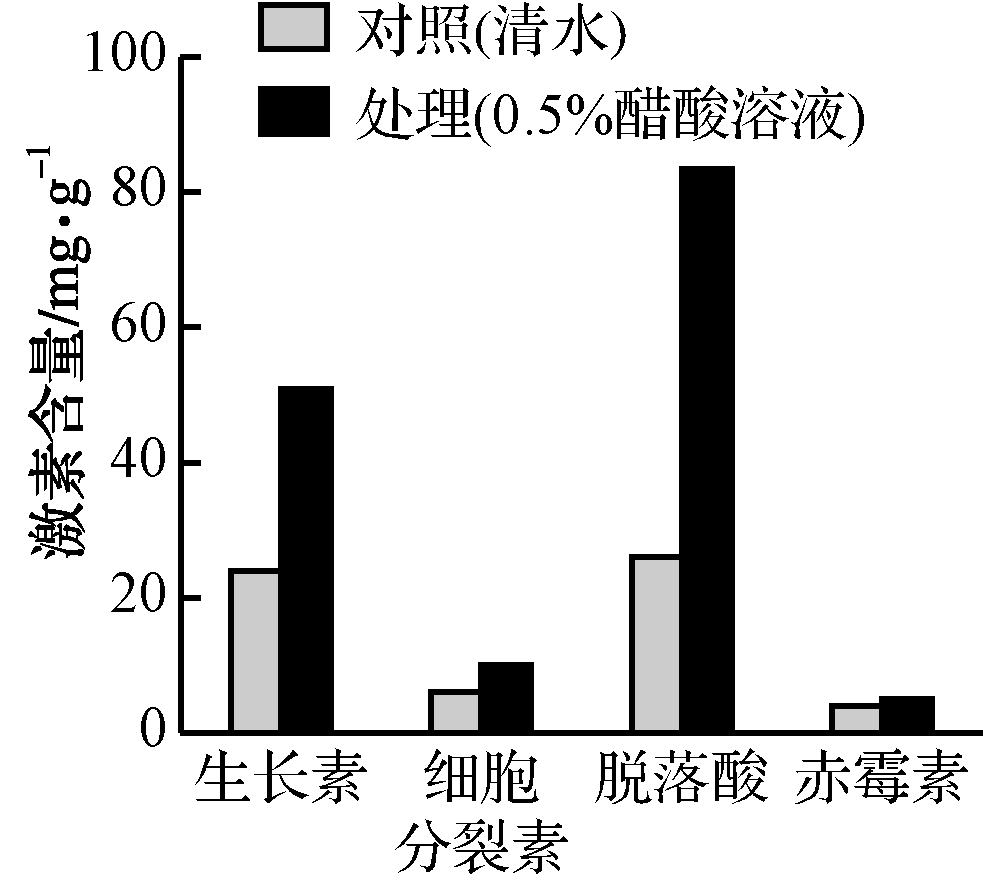 对照(清水)
处理(0.5%醋酸溶液)
激素含量/mg·g⁻¹
100
80
60
40
20
0
生长素
细胞
分裂素
脱落酸
赤霉素